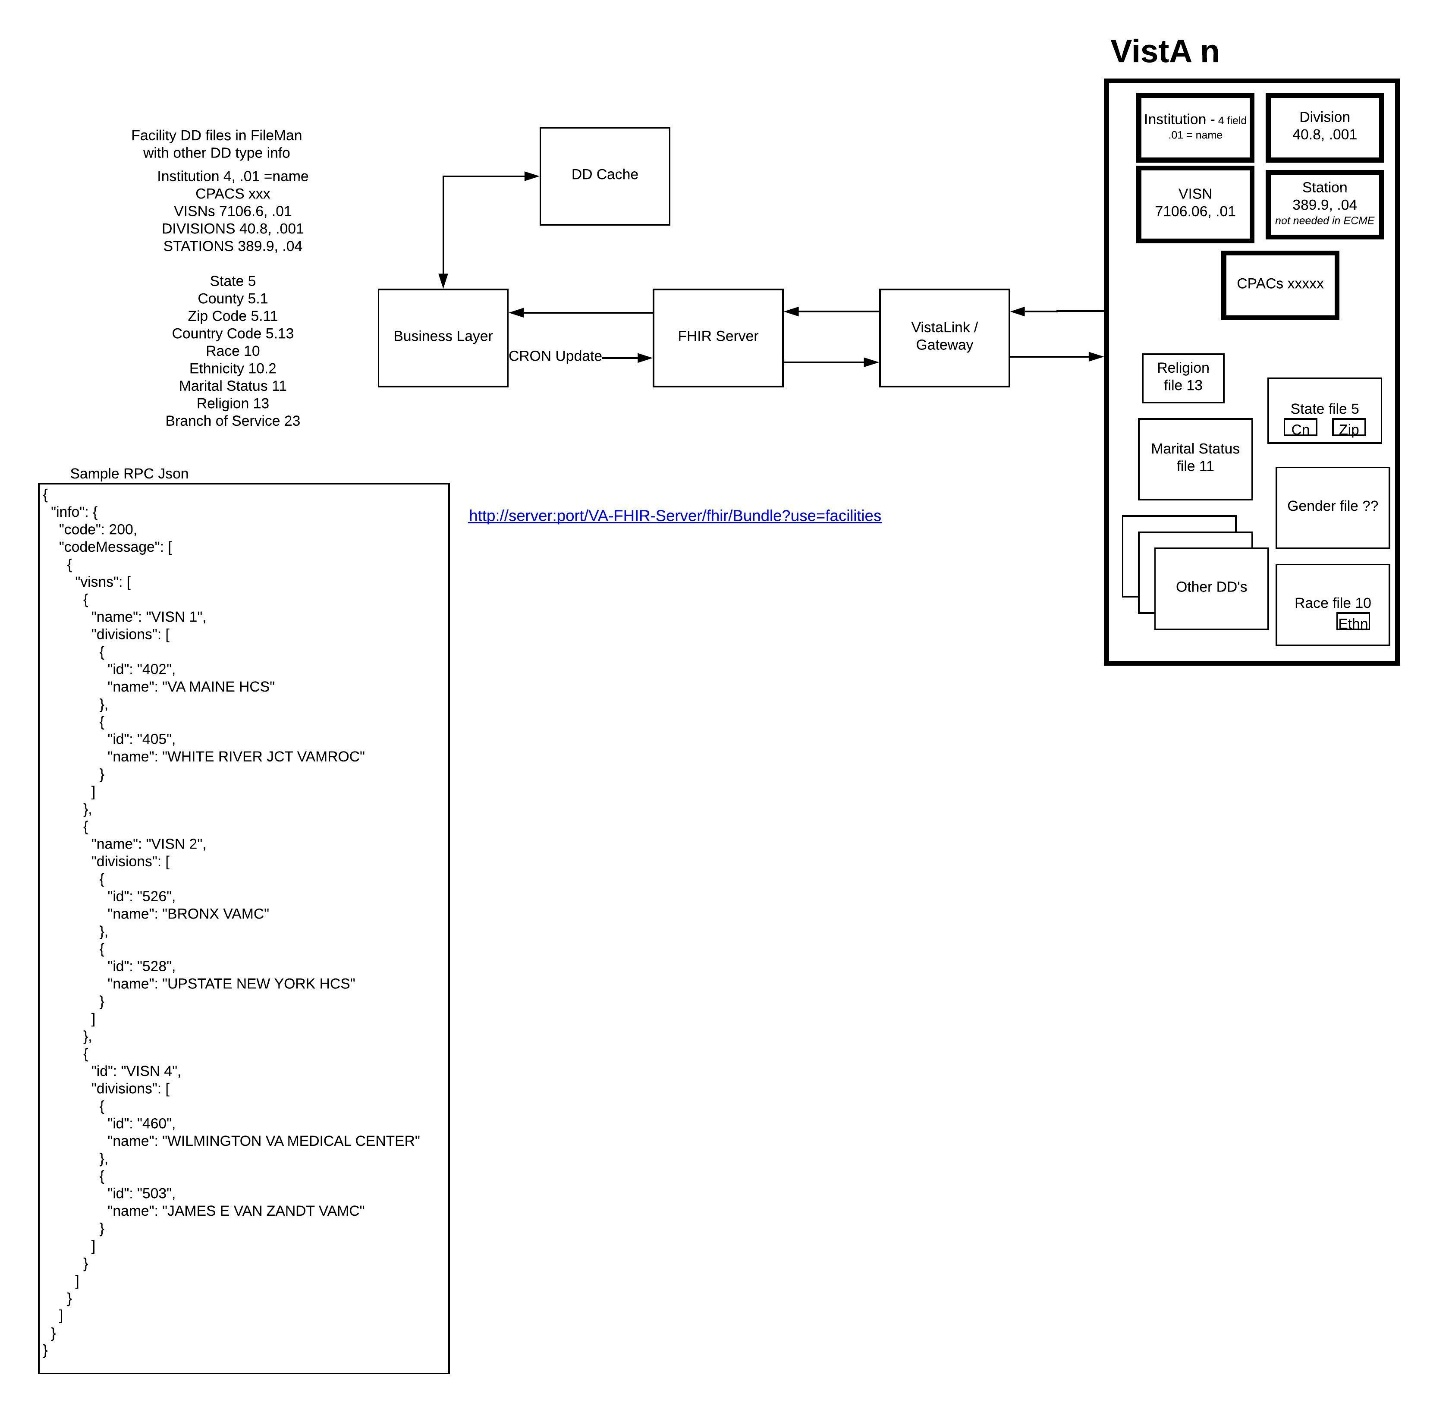 VistA n
Institution - 4 field
.01 = name
Division
40.8, .001
VISN
7106.06, .01
Station
389.9, .04
not needed in ECME
CPACs xxxxx
Facility DD files in FileMan
with other DD type info
Institution 4, .01 =name
CPACS xxx
VISNs 7106.6, .01
DIVISIONS 40.8, .001
STATIONS 389.9, .04
State 5
County 5.1
Zip Code 5.11
Country Code 5.13
Race 10
Ethnicity 10.2
Marital Status 11
Religion 13
Branch of Service 23
DD Cache
Business Layer
CRON Update
FHIR Server
VistaLink /
Gateway
Religion
file 13
State file 5
Cn
Zip
Marital Status
file 11
Gender file ??
Other DD's
Race file 10
Ethn
Sample RPC Json
{
"info": {
"code": 200,
"codeMessage": [
{
"visns": [
{
"name": "VISN 1",
"divisions": [
{
"id": "402",
"name": "VA MAINE HCS"
},
{
"id": "405",
"name": "WHITE RIVER JCT VAMROC"
}
]
},
{
"name": "VISN 2",
"divisions": [
{
"id": "526",
"name": "BRONX VAMC"
},
{
"id": "528",
"name": "UPSTATE NEW YORK HCS"
}
]
},
{
"id": "VISN 4",
"divisions": [
{
"id": "460",
"name": "WILMINGTON VA MEDICAL CENTER"
},
{
"id": "503",
"name": "JAMES E VAN ZANDT VAMC"
}
]
}
]
}
]
}
}
http://server:port/VA-FHIR-Server/fhir/Bundle?use=facilities